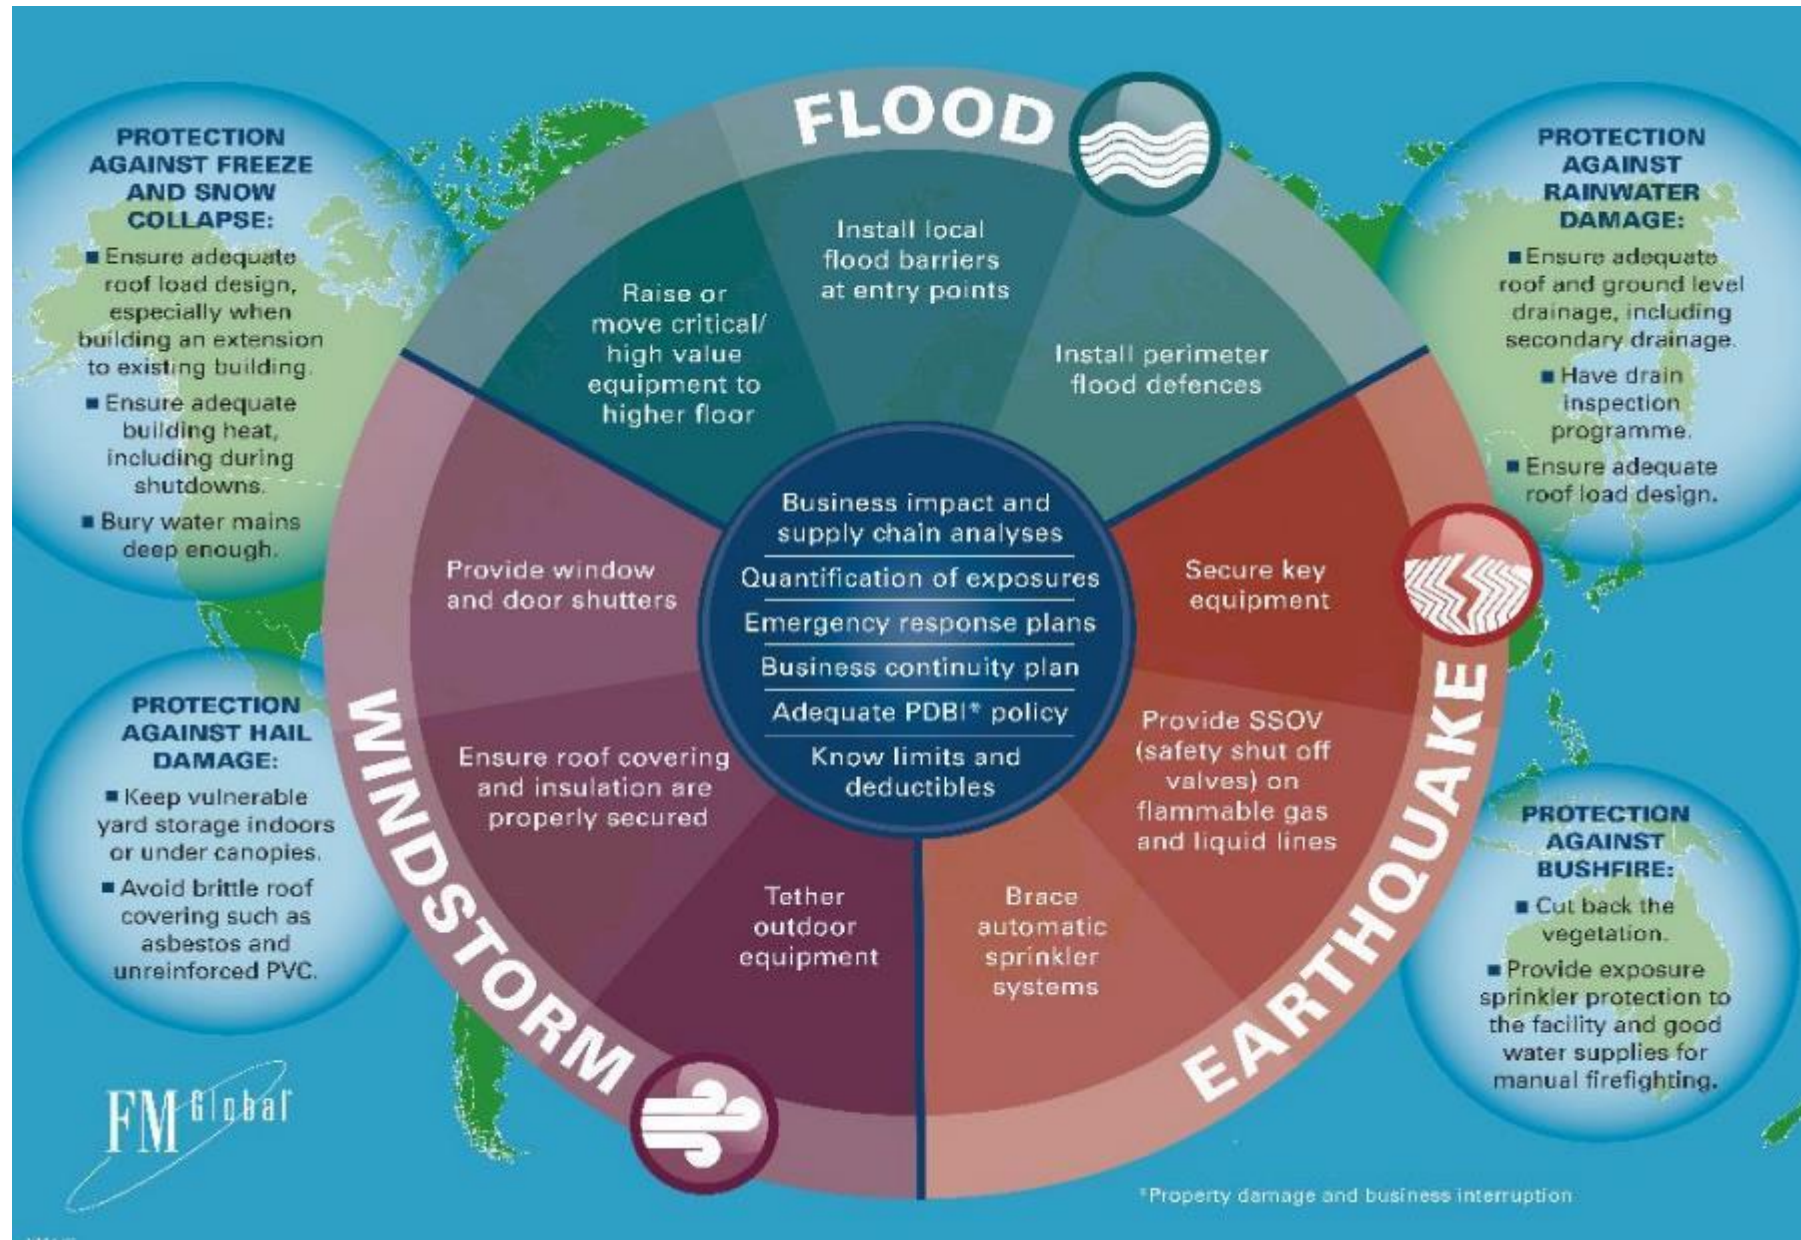 FLOOD
Raise or
move critical/
high value
equipment to
higher floor
Install local
flood barriers
at entry points
Install perimeter
flood defences
EARTHQUAKE
Secure key
equipment
Provide SSOV
(safety shut off
valves) on
flammable gas
and liquid lines
Brace
automatic
sprinkler
systems
WINDSTORM
Provide window
and door shutters
Ensure roof covering
and insulation are
properly secured
Tether
outdoor
equipment
Business impact and
supply chain analyses
Quantification of exposures
Emergency response plans
Business continuity plan
Adequate PDBI* policy
Know limits and
deductibles
PROTECTION
AGAINST FREEZE
AND SNOW
COLLAPSE:
■ Ensure adequate
roof load design,
especially when
building an extension
to existing building.
■ Ensure adequate
building heat,
including during
shutdowns.
■ Bury water mains
deep enough.
PROTECTION
AGAINST HAIL
DAMAGE:
■ Keep vulnerable
yard storage indoors
or under canopies.
■ Avoid brittle roof
covering such as
asbestos and
unreinforced PVC.
PROTECTION
AGAINST
RAINWATER
DAMAGE:
■ Ensure adequate
roof and ground level
drainage, including
secondary drainage.
■ Have drain
inspection
programme.
■ Ensure adequate
roof load design.
PROTECTION
AGAINST
BUSHFIRE:
■ Cut back the
vegetation.
■ Provide exposure
sprinkler protection to
the facility and good
water supplies for
manual firefighting.
FM Global
*Property damage and business interruption